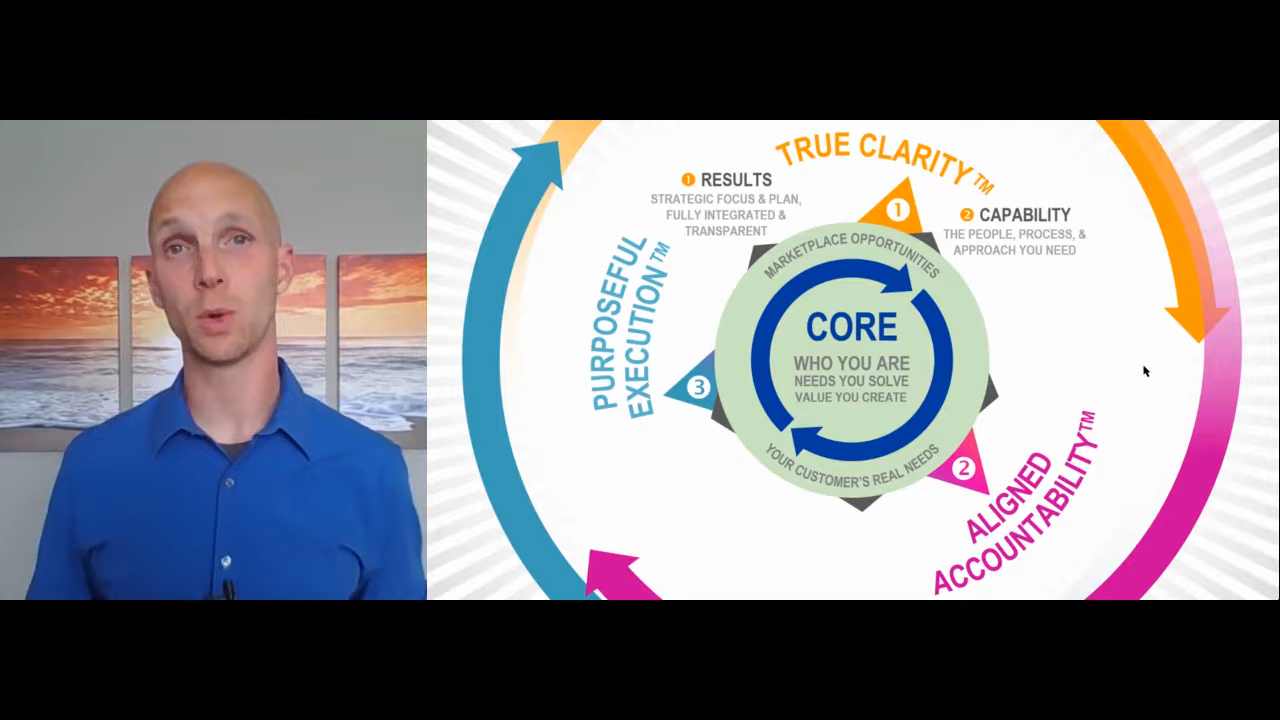 TRUE CLARITY™
1 RESULTS
STRATEGIC FOCUS & PLAN,
FULLY INTEGRATED &
TRANSPARENT
1
2 CAPABILITY
THE PEOPLE, PROCESS, &
APPROACH YOU NEED
PURPOSEFUL
EXECUTION™
3
MARKETPLACE OPPORTUNITIES
CORE
WHO YOU ARE
NEEDS YOU SOLVE
VALUE YOU CREATE
YOUR CUSTOMER'S REAL NEEDS
2
ALIGNED
ACCOUNTABILITY™